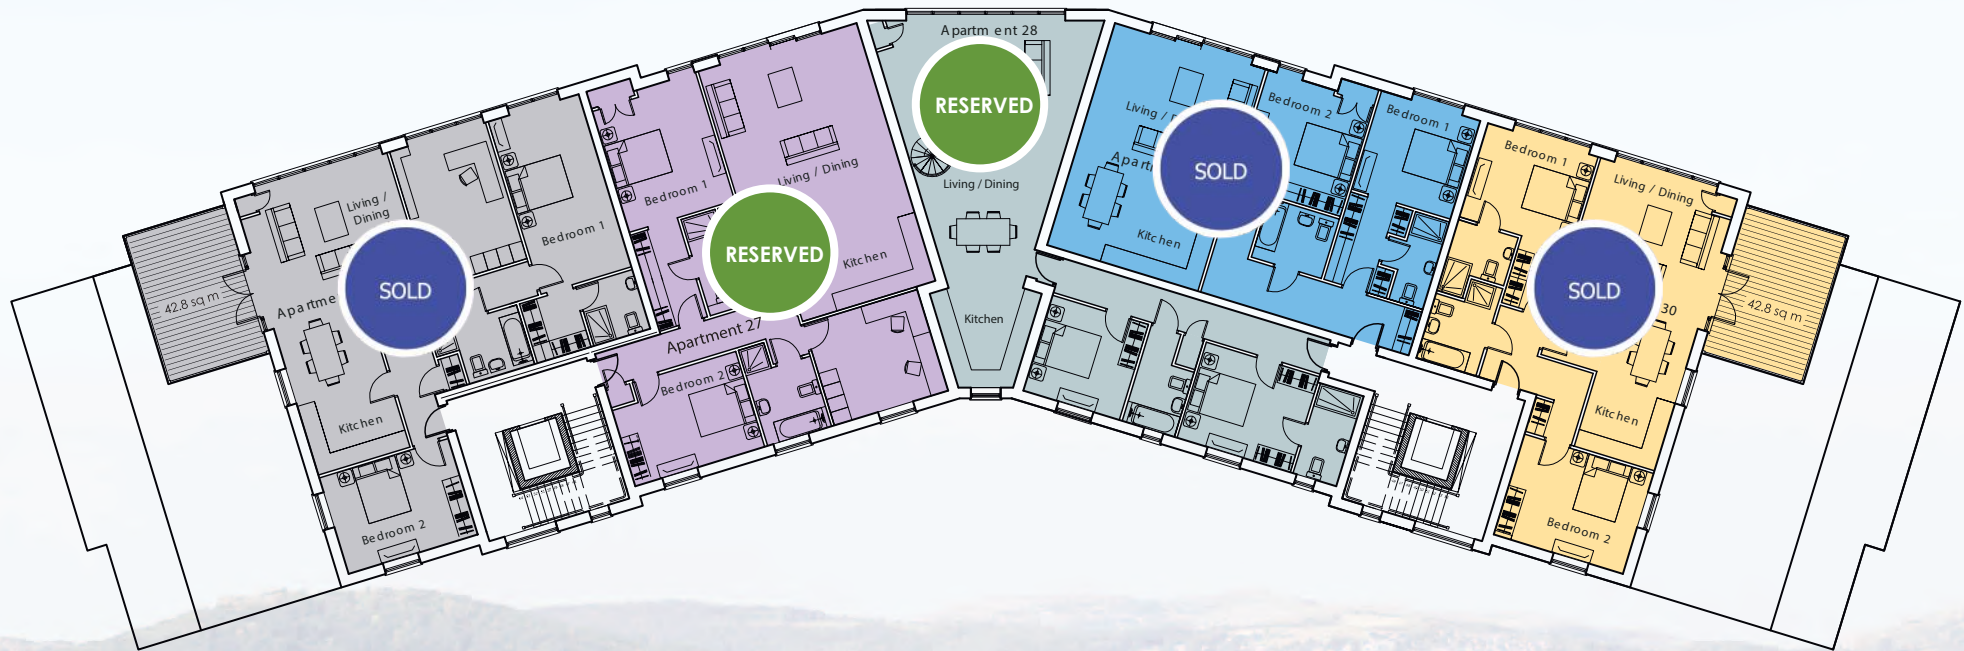 42.8 sq m
Living /
Dining
Apartme
SOLD
Kitchen
Bedroom 2
Bedroom 1
Bedroom 1
Living / Dining
RESERVED
Kitchen
Apartment 27
Bedroom 2
Apartment 28
RESERVED
Living / Dining
Kitchen
Living / D
Apart
SOLD
Kitchen
Bedroom 2
Bedroom 1
Bedroom 1
Living / Dining
SOLD
30
42.8 sq m
Kitchen
Bedroom 2